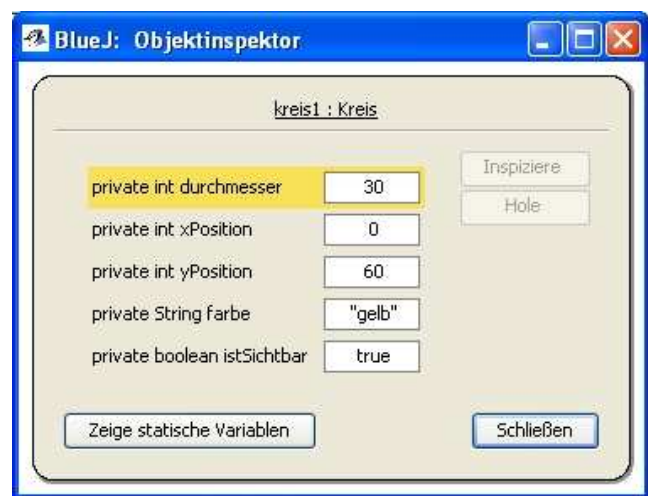 BlueJ: Objektinspektor
kreis1 : Kreis
private int durchmesser 30
Inspiziere
private int xPosition 0
Hole
private int yPosition 60
private String farbe "gelb"
private boolean istSichtbar true
Zeige statische Variablen
Schließen